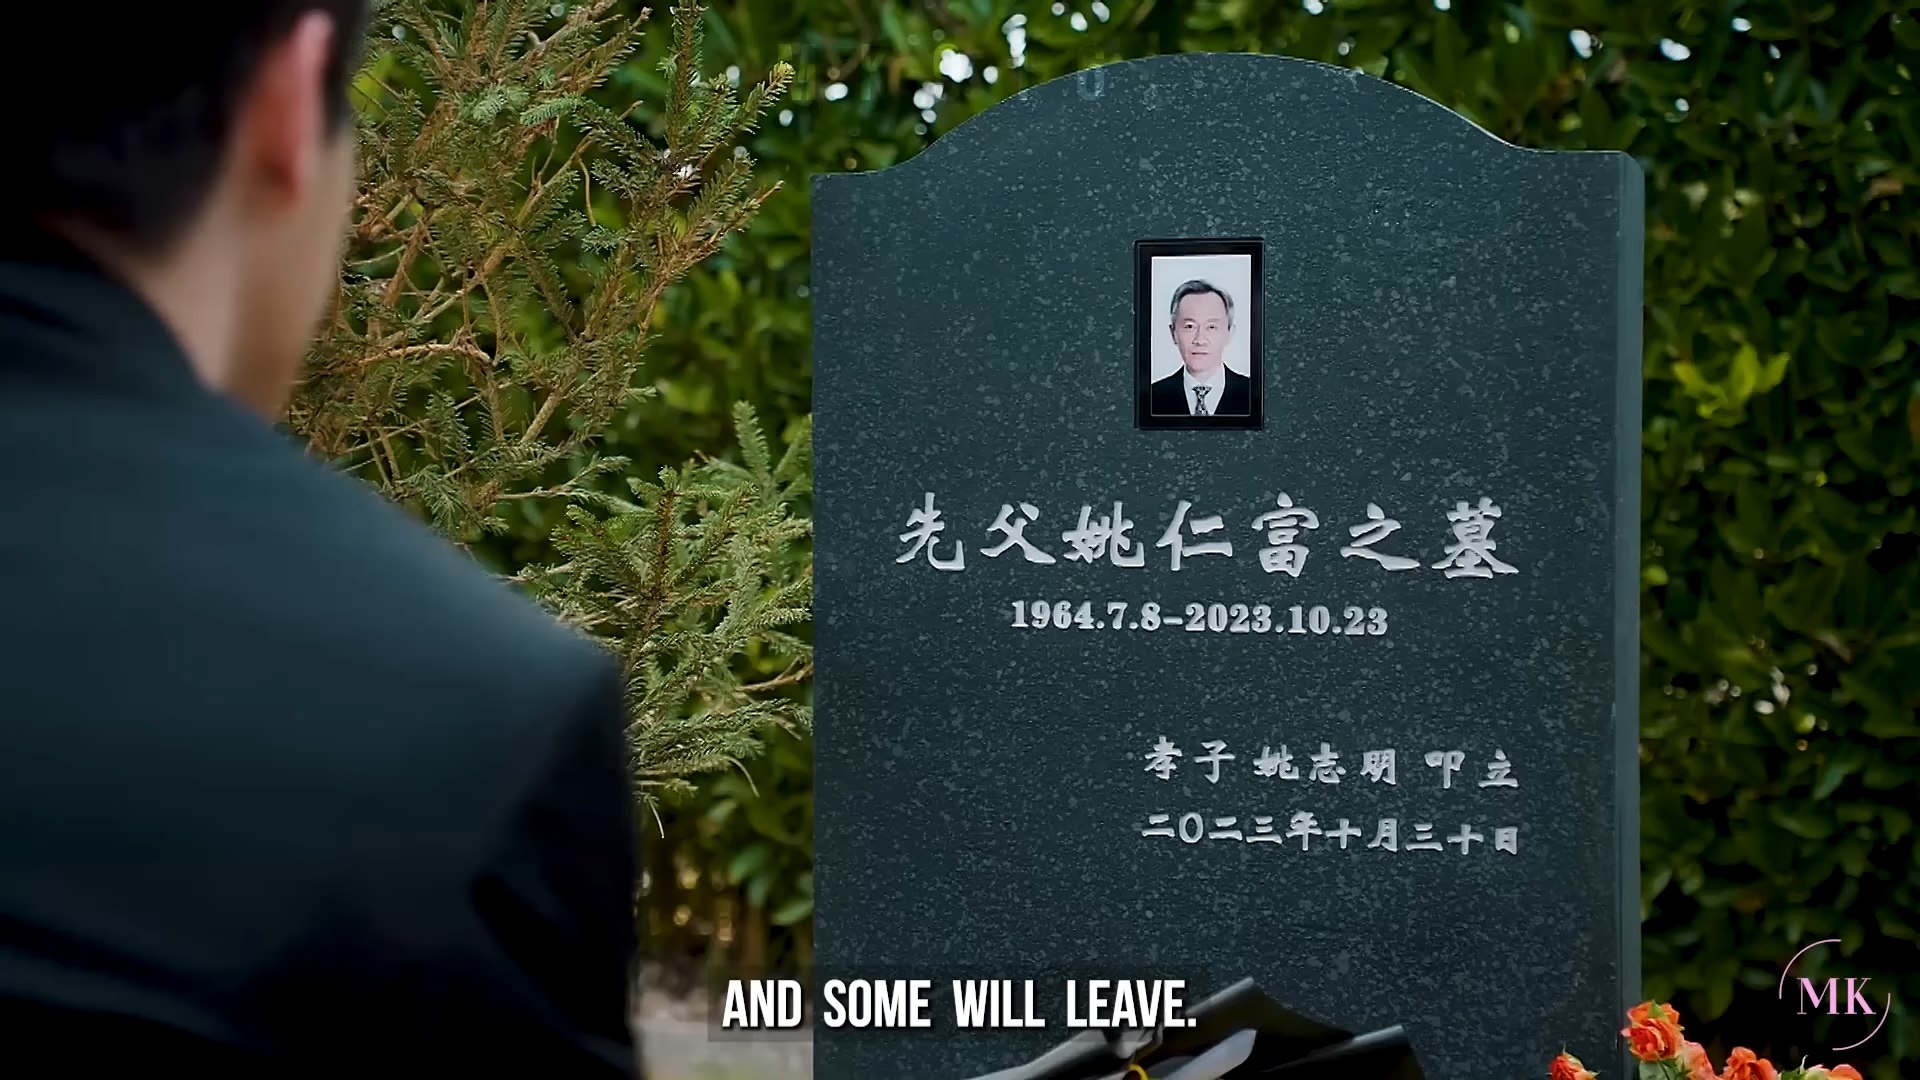 先父姚仁富之墓
1964.7.8-2023.10.23
孝子 姚志明 叩立
二〇二三年十月三十日
AND SOME WILL LEAVE.
MK